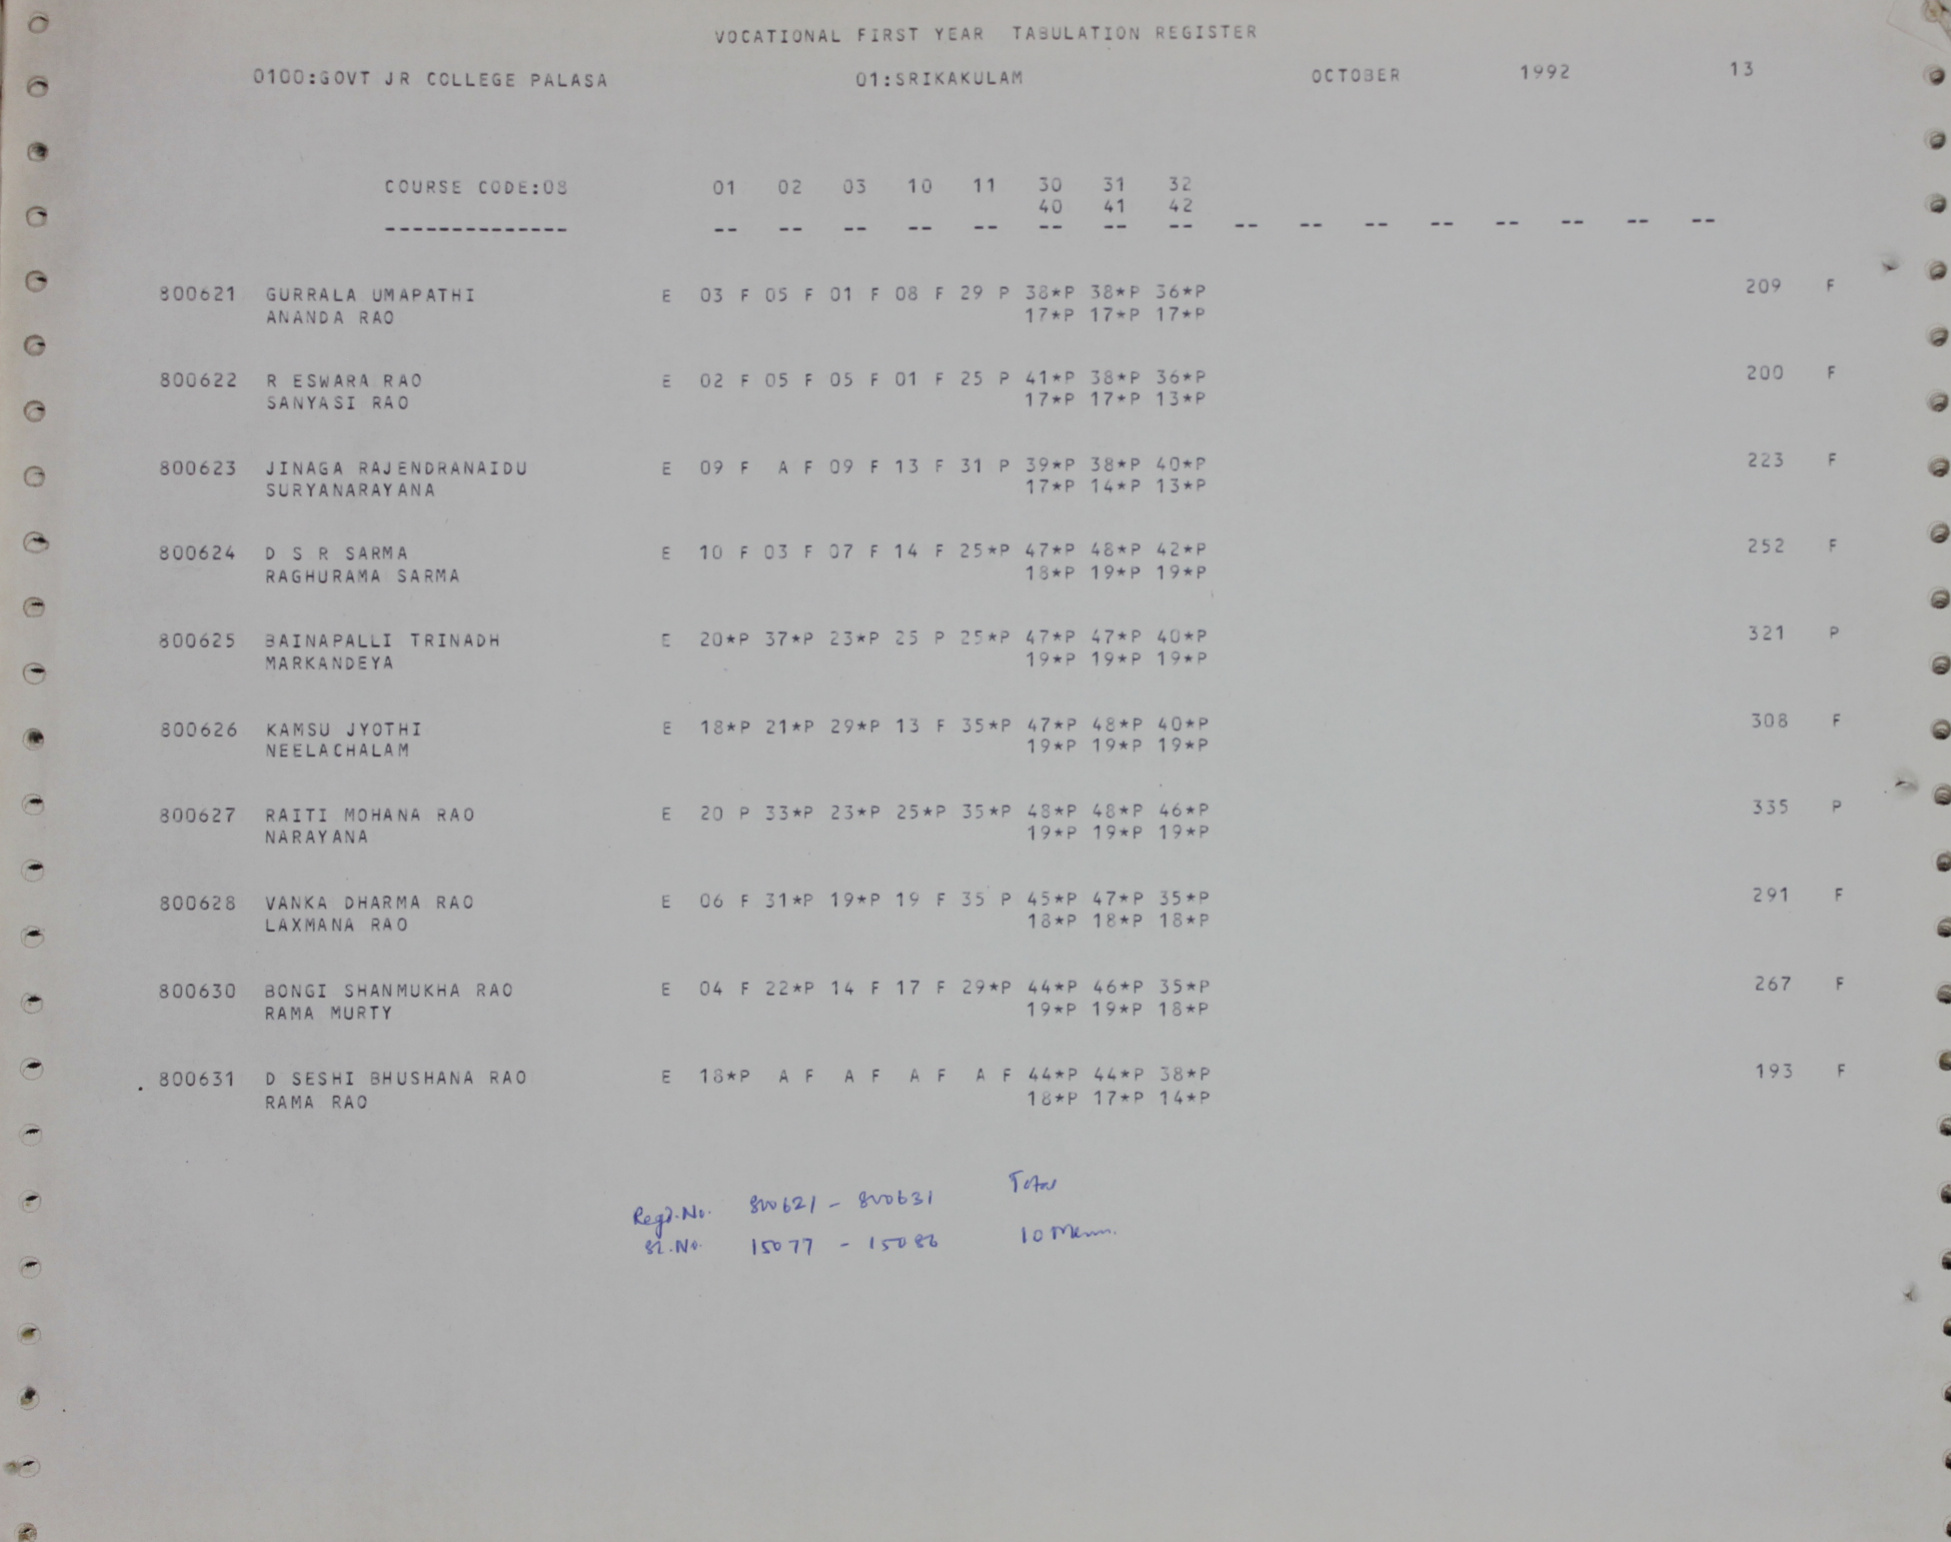 VOCATIONAL FIRST YEAR TABULATION REGISTER
0100:GOVT JR COLLEGE PALASA 01:SRIKAKULAM OCTOBER 1992 13
COURSE CODE:08 01 02 03 10 11 30 31 32
40 41 42
-------------- -- -- -- -- -- -- -- -- -- -- -- -- -- -- -- --
800621 GURRALA UMAPATHI E 03 F 05 F 01 F 08 F 29 P 38*P 38*P 36*P 209 F
ANANDA RAO 17*P 17*P 17*P
800622 R ESWARA RAO E 02 F 05 F 05 F 01 F 25 P 41*P 38*P 36*P 200 F
SANYASI RAO 17*P 17*P 13*P
800623 JINAGA RAJENDRANAIDU E 09 F A F 09 F 13 F 31 P 39*P 38*P 40*P 223 F
SURYANARAYANA 17*P 14*P 13*P
800624 D S R SARMA E 10 F 03 F 07 F 14 F 25*P 47*P 48*P 42*P 252 F
RAGHURAMA SARMA 18*P 19*P 19*P
800625 BAINAPALLI TRINADH E 20*P 37*P 23*P 25 P 25*P 47*P 47*P 40*P 321 P
MARKANDEYA 19*P 19*P 19*P
800626 KAMSU JYOTHI E 18*P 21*P 29*P 13 F 35*P 47*P 48*P 40*P 308 F
NEELACHALAM 19*P 19*P 19*P
800627 RAITI MOHANA RAO E 20 P 33*P 23*P 25*P 35*P 48*P 48*P 46*P 335 P
NARAYANA 19*P 19*P 19*P
800628 VANKA DHARMA RAO E 06 F 31*P 19*P 19 F 35 P 45*P 47*P 35*P 291 F
LAXMANA RAO 18*P 18*P 18*P
800630 BONGI SHANMUKHA RAO E 04 F 22*P 14 F 17 F 29*P 44*P 46*P 35*P 267 F
RAMA MURTY 19*P 19*P 18*P
800631 D SESHI BHUSHANA RAO E 18*P A F A F A F A F 44*P 44*P 38*P 193 F
RAMA RAO 18*P 17*P 14*P
Regd.No. 800621 - 800631 Total
Sl.No. 15077 - 15086 10